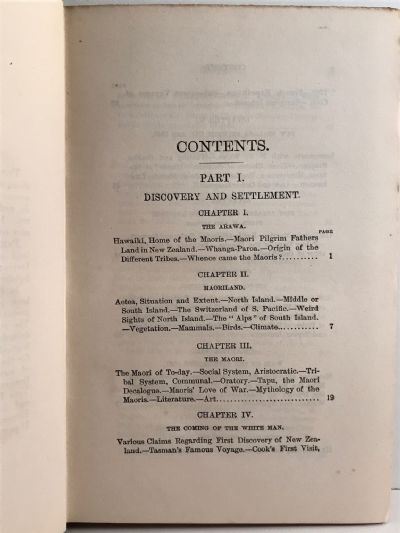 CONTENTS.
PART I.
DISCOVERY AND SETTLEMENT.
CHAPTER I.
THE ARAWA.
PAGE
Hawaiki, Home of the Maoris.—Maori Pilgrim Fathers
Land in New Zealand.—Whanga-Paroa.—Origin of the
Different Tribes.—Whence came the Maoris?.......... 1
CHAPTER II.
MAORILAND.
Aotea, Situation and Extent.—North Island.—Middle or
South Island.—The Switzerland of S. Pacific.—Weird
Sights of North Island.—The "Alps" of South Island.
—Vegetation.—Mammals.—Birds.—Climate........... 7
CHAPTER III.
THE MAORI.
The Maori of To-day.—Social System, Aristocratic.—Tri-
bal System, Communal.—Oratory.—Tapu, the Maori
Decalogue.—Maoris' Love of War.—Mythology of the
Maoris.—Literature.—Art............................. 19
CHAPTER IV.
THE COMING OF THE WHITE MAN.
Various Claims Regarding First Discovery of New Zea-
land.—Tasman's Famous Voyage.—Cook's First Visit,